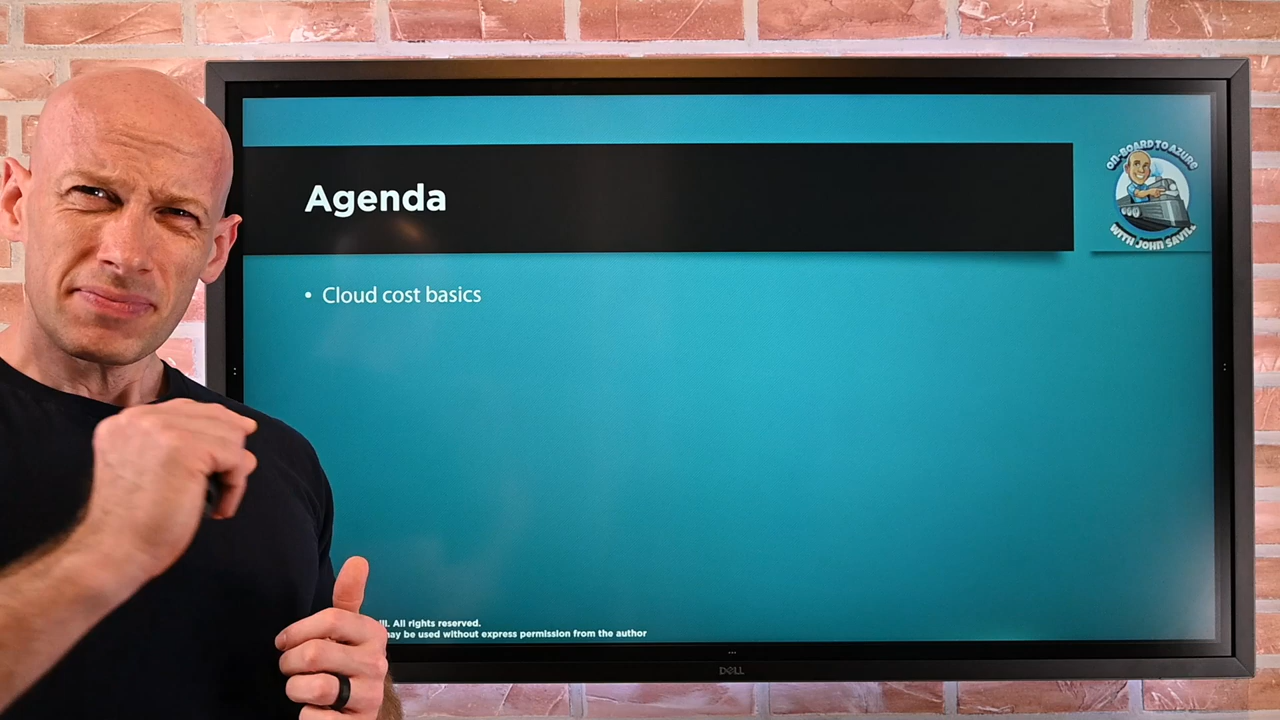 Agenda
ON-BOARD TO AZURE
WITH JOHN SAVILL
• Cloud cost basics
All rights reserved.
may be used without express permission from the author
DELL